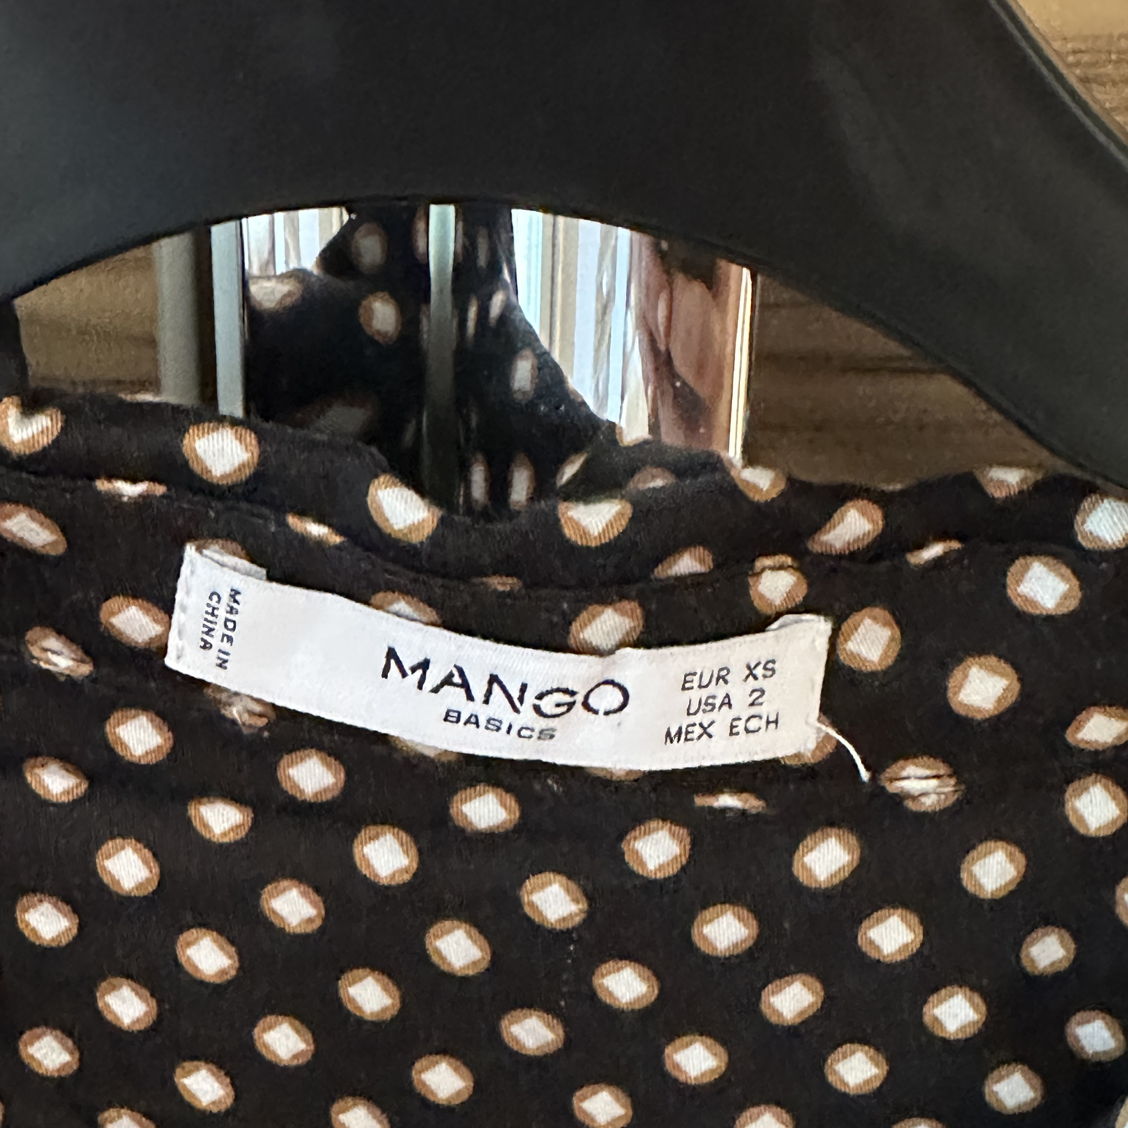 MADE IN
CHINA
MANGO
BASICS
EUR XS
USA 2
MEX ECH